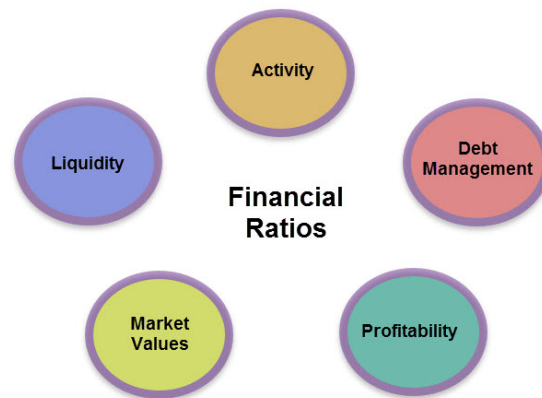 Activity
Liquidity
Debt
Management
Financial
Ratios
Market
Values
Profitability